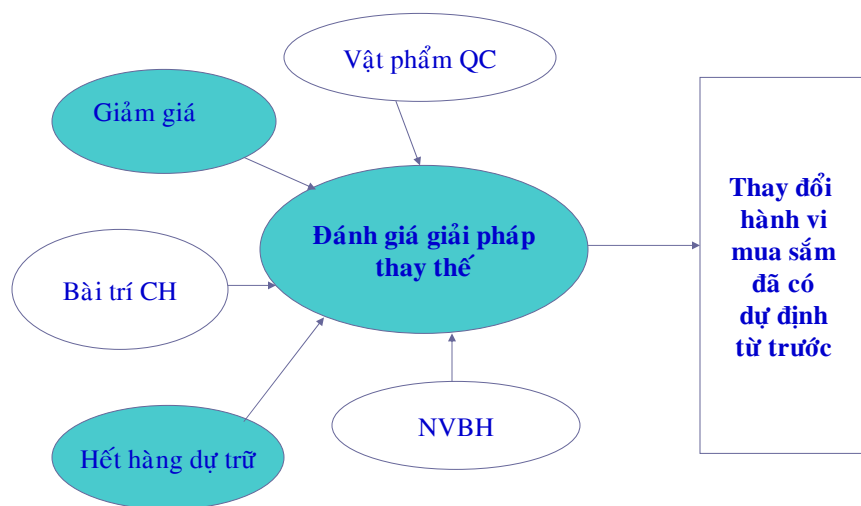 Vật phẩm QC
Giảm giá
Đánh giá giải pháp
thay thế
Thay đổi
hành vi
mua sắm
đã có
dự định
từ trước
Bài trí CH
NVBH
Hết hàng dự trữ